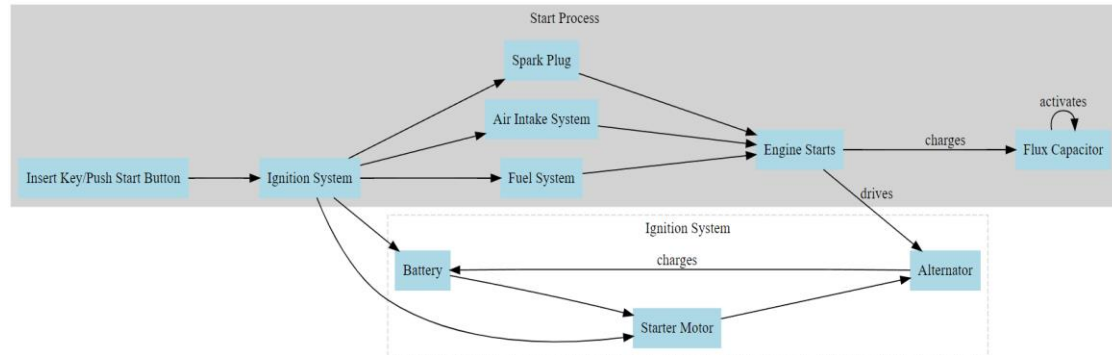 Start Process
Spark Plug
activates
Air Intake System
Engine Starts
charges
Flux Capacitor
Insert Key/Push Start Button
Ignition System
Fuel System
drives
Ignition System
Battery
charges
Alternator
Starter Motor